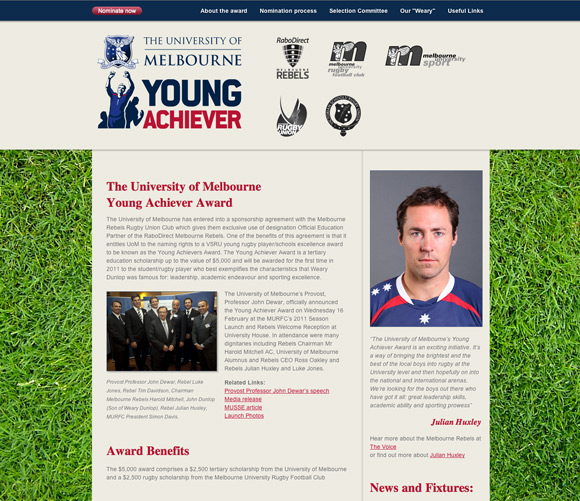 Nominate now
About the award
Nomination process
Selection Committee
Our "Weary"
Useful Links
THE UNIVERSITY OF
MELBOURNE
YOUNG
ACHIEVER
RaboDirect
MELBOURNE
REBELS
melbourne
university
rugby
football club
melbourne
university
sport
RUGBY
UNION
The University of Melbourne
Young Achiever Award
The University of Melbourne has entered into a sponsorship agreement with the Melbourne
Rebels Rugby Union Club which gives them exclusive use of designation Official Education
Partner of the RaboDirect Melbourne Rebels. One of the benefits of this agreement is that it
entitles UoM to the naming rights to a VSRU young rugby player/schools excellence award
to be known as the Young Achievers Award. The Young Achiever Award is a tertiary
education scholarship up to the value of $5,000 and will be awarded for the first time in
2011 to the student/rugby player who best exemplifies the characteristics that Weary
Dunlop was famous for: leadership, academic endeavour and sporting excellence.
The University of Melbourne's Provost,
Professor John Dewar, officially announced
the Young Achiever Award on Wednesday 16
February at the MURFC's 2011 Season
Launch and Rebels Welcome Reception at
University House. In attendance were many
dignitaries including Rebels Chairman Mr
Harold Mitchell AC, University of Melbourne
Alumnus and Rebels CEO Ross Oakley and
Rebels Julian Huxley and Luke Jones.
Provost Professor John Dewar, Rebel Luke
Jones, Rebel Tim Davidson, Chairman
Melbourne Rebels Harold Mitchell, John Dunlop
(Son of Weary Dunlop), Rebel Julian Huxley,
MURFC President Simon Davis.
Related Links:
Provost Professor John Dewar's speech
Media release
MUSSE article
Launch Photos
Award Benefits
The $5,000 award comprises a $2,500 tertiary scholarship from the University of Melbourne
and a $2,500 rugby scholarship from the Melbourne University Rugby Football Club
"The University of Melbourne's Young
Achiever Award is an exciting initiative. It's a
way of bringing the brightest and the
best of the local boys into rugby at the
University level and then hopefully on into
the national and international arenas.
We're looking for the boys out there who
have got it all: great leadership skills,
academic ability and sporting prowess"
Julian Huxley
Hear more about the Melbourne Rebels at
The Voice
or find out more about Julian Huxley
News and Fixtures: